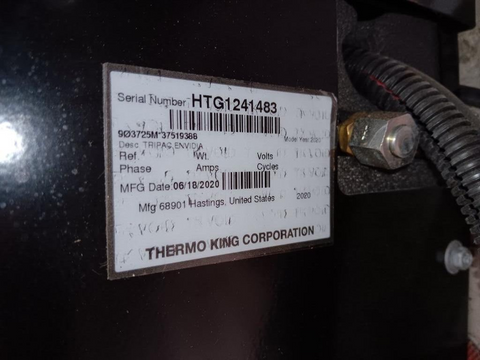 Serial Number HTG1241483
903725M*37519388
Desc TRIPAC, ENVIDIA Model Year 2020
Ref Wt. Volts
Phase Amps Cycles
MFG Date 06/18/2020
Mfg 68901 Hastings, United States 2020
THERMO KING CORPORATION